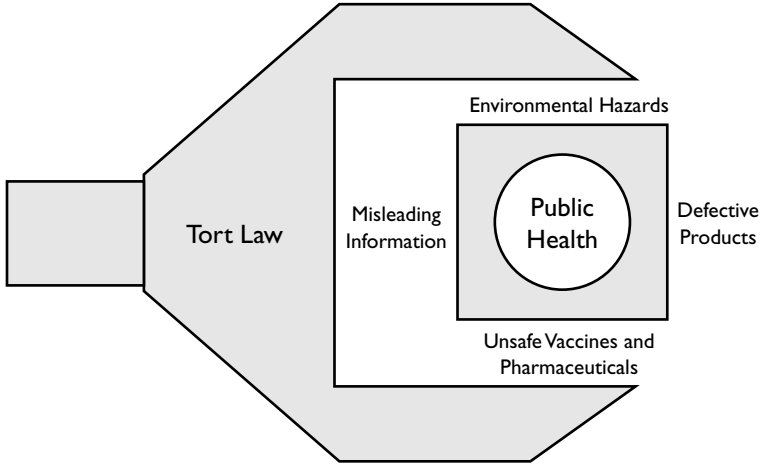 Environmental Hazards
Tort Law
Misleading
Information
Public
Health
Defective
Products
Unsafe Vaccines and
Pharmaceuticals